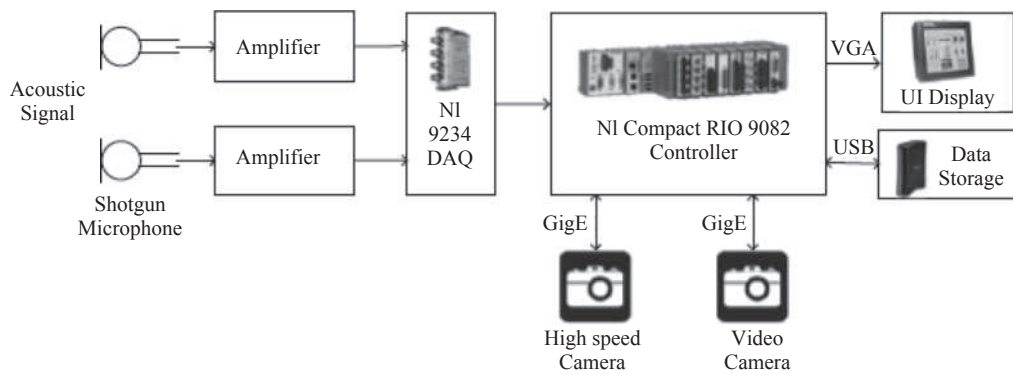 Acoustic
Signal
Amplifier
Amplifier
Shotgun
Microphone
Nl
9234
DAQ
Nl Compact RIO 9082
Controller
VGA
UI Display
USB
Data
Storage
GigE
GigE
High speed
Camera
Video
Camera